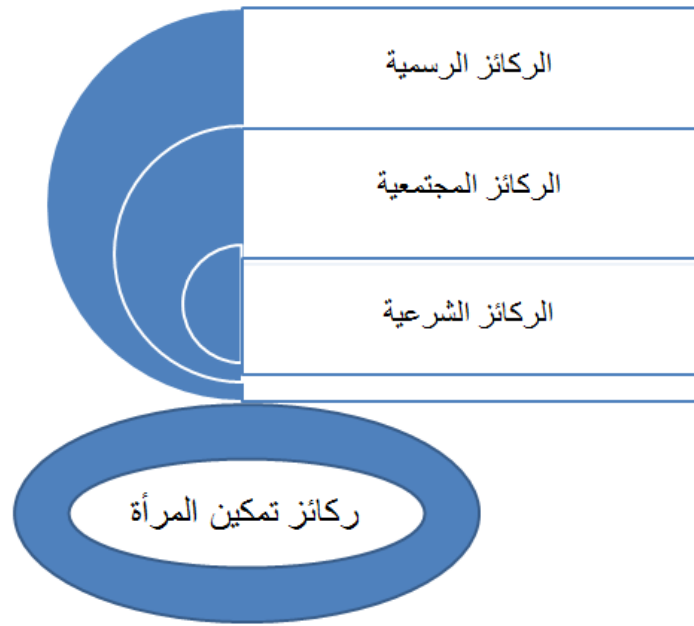 الركائز الرسمية
الركائز المجتمعية
الركائز الشرعية
ركائز تمكين المرأة